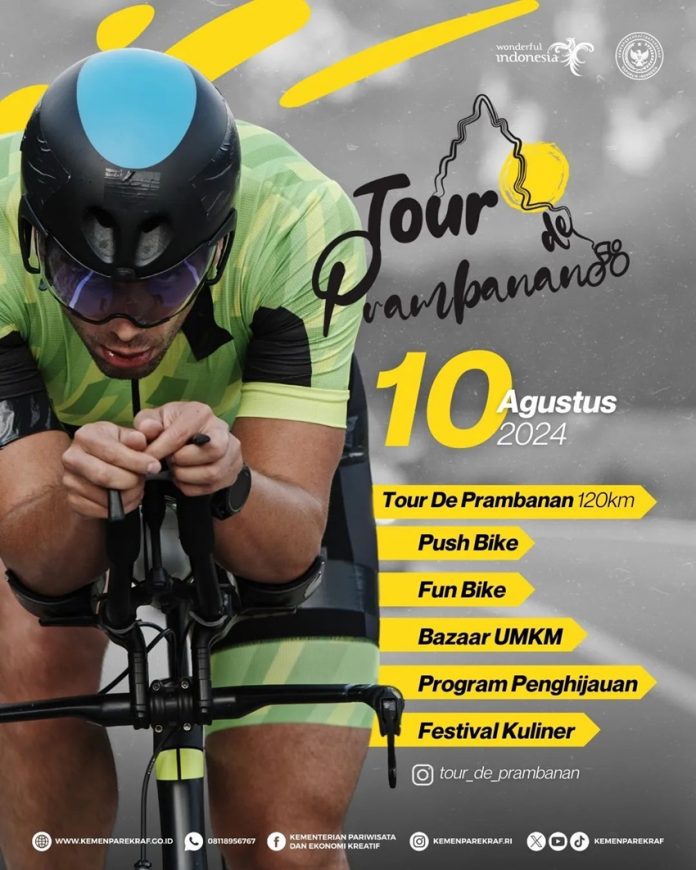 wonderful
indonesia
Tour
de
Prambanan
10
Agustus
2024
Tour De Prambanan 120km
Push Bike
Fun Bike
Bazaar UMKM
Program Penghijauan
Festival Kuliner
tour_de_prambanan
WWW.KEMENPAREKRAF.GO.ID
08118956767
KEMENTERIAN PARIWISATA
DAN EKONOMI KREATIF
KEMENPAREKRAF.RI
KEMENPAREKRAF